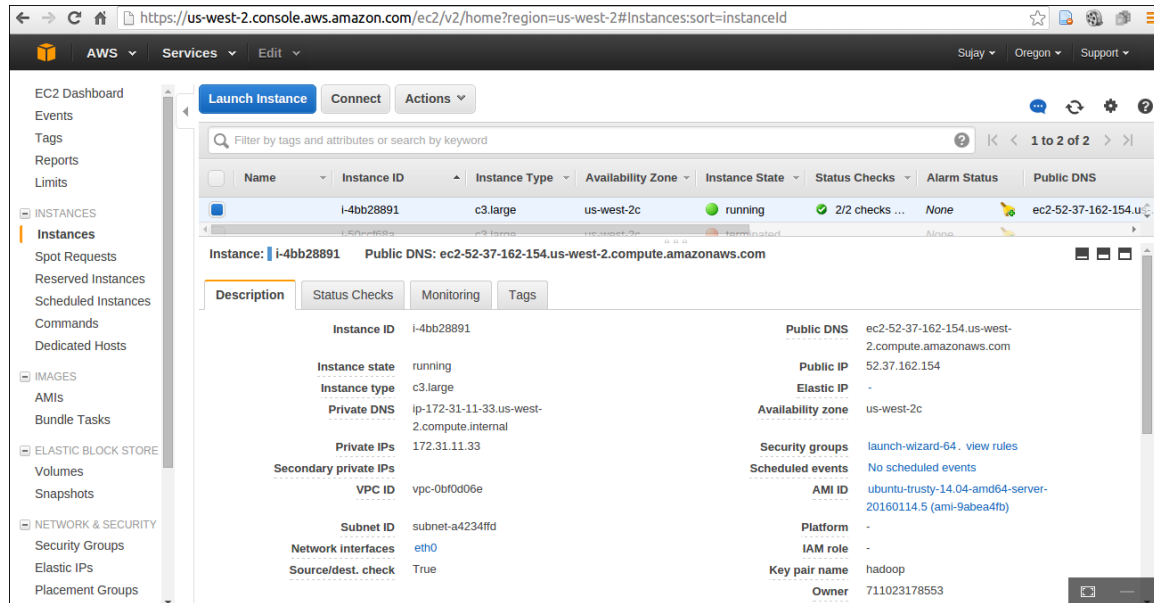 https://us-west-2.console.aws.amazon.com/ec2/v2/home?region=us-west-2#Instances:sort=instanceId
AWS Services Edit Sujay Oregon Support
EC2 Dashboard
Events
Tags
Reports
Limits
INSTANCES
Instances
Spot Requests
Reserved Instances
Scheduled Instances
Commands
Dedicated Hosts
IMAGES
AMIs
Bundle Tasks
ELASTIC BLOCK STORE
Volumes
Snapshots
NETWORK & SECURITY
Security Groups
Elastic IPs
Placement Groups
Launch Instance Connect Actions
Filter by tags and attributes or search by keyword 1 to 2 of 2
Name Instance ID Instance Type Availability Zone Instance State Status Checks Alarm Status Public DNS
i-4bb28891 c3.large us-west-2c running 2/2 checks ... None ec2-52-37-162-154.u
i-50ccf68a c3.large us-west-2c terminated None
Instance: i-4bb28891 Public DNS: ec2-52-37-162-154.us-west-2.compute.amazonaws.com
Description Status Checks Monitoring Tags
Instance ID i-4bb28891
Instance state running
Instance type c3.large
Private DNS ip-172-31-11-33.us-west-
2.compute.internal
Private IPs 172.31.11.33
Secondary private IPs
VPC ID vpc-0bf0d06e
Subnet ID subnet-a4234ffd
Network interfaces eth0
Source/dest. check True
Public DNS ec2-52-37-162-154.us-west-
2.compute.amazonaws.com
Public IP 52.37.162.154
Elastic IP -
Availability zone us-west-2c
Security groups launch-wizard-64. view rules
Scheduled events No scheduled events
AMI ID ubuntu-trusty-14.04-amd64-server-
20160114.5 (ami-9abea4fb)
Platform -
IAM role -
Key pair name hadoop
Owner 711023178553